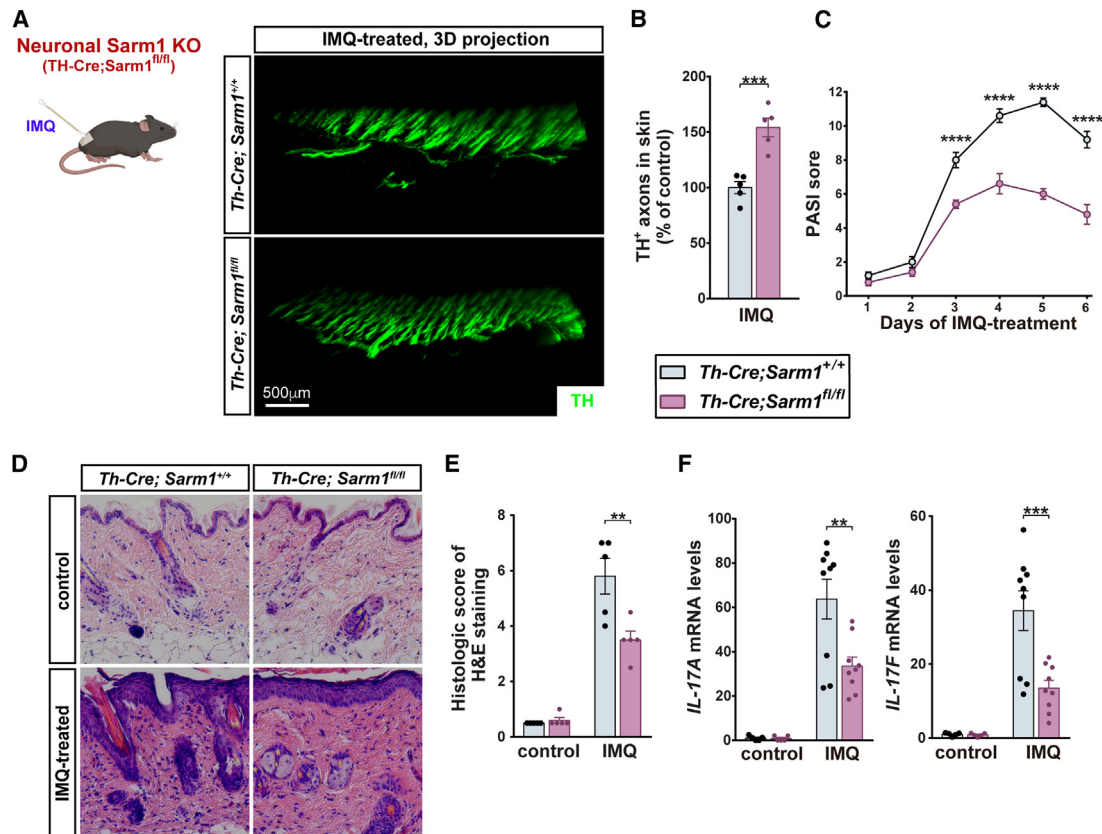 A
Neuronal Sarm1 KO
(TH-Cre;Sarm1fl/fl)
IMQ
IMQ-treated, 3D projection
Th-Cre; Sarm1+/+
Th-Cre; Sarm1fl/fl
500μm
TH
B
TH+ axons in skin
(% of control)
200
150
100
50
0
***
IMQ
C
PASI sore
12
10
8
6
4
2
0
****
****
****
****
1 2 3 4 5 6
Days of IMQ-treatment
Th-Cre;Sarm1+/+
Th-Cre;Sarm1fl/fl
D
Th-Cre; Sarm1+/+
Th-Cre; Sarm1fl/fl
control
IMQ-treated
E
Histologic score of
H&E staining
8
6
4
2
0
**
control IMQ
F
IL-17A mRNA levels
100
80
60
40
20
0
**
control IMQ
IL-17F mRNA levels
60
40
20
0
***
control IMQ